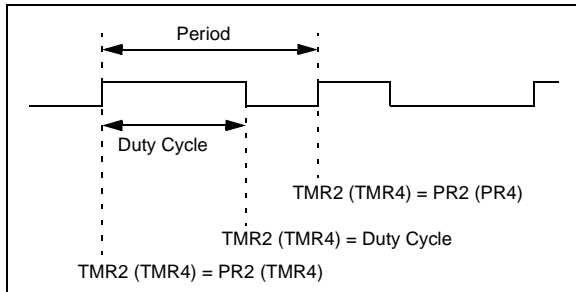 Period
Duty Cycle
TMR2 (TMR4) = PR2 (PR4)
TMR2 (TMR4) = Duty Cycle
TMR2 (TMR4) = PR2 (TMR4)